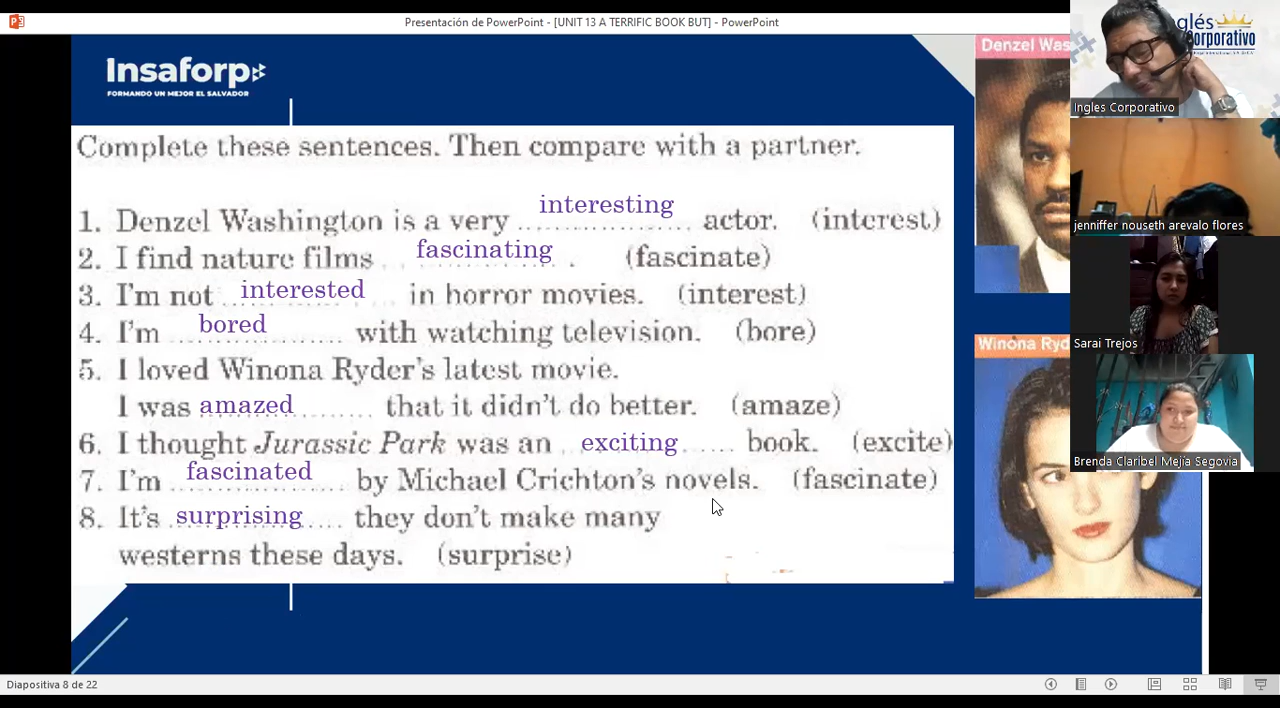 Presentación de PowerPoint - [UNIT 13 A TERRIFIC BOOK BUT] - PowerPoint
Insaforp
FORMANDO UN MEJOR EL SALVADOR
Complete these sentences. Then compare with a partner.
1. Denzel Washington is a very interesting actor. (interest)
2. I find nature films fascinating. (fascinate)
3. I'm not interested in horror movies. (interest)
4. I'm bored with watching television. (bore)
5. I loved Winona Ryder's latest movie.
I was amazed that it didn't do better. (amaze)
6. I thought Jurassic Park was an exciting book. (excite)
7. I'm fascinated by Michael Crichton's novels. (fascinate)
8. It's surprising they don't make many
westerns these days. (surprise)
Denzel Was
Winona Ryd
glés
orporativo
Ingles Corporativo
jenniffer nouseth arevalo flores
Sarai Trejos
Brenda Claribel Mejía Segovia
Diapositiva 8 de 22